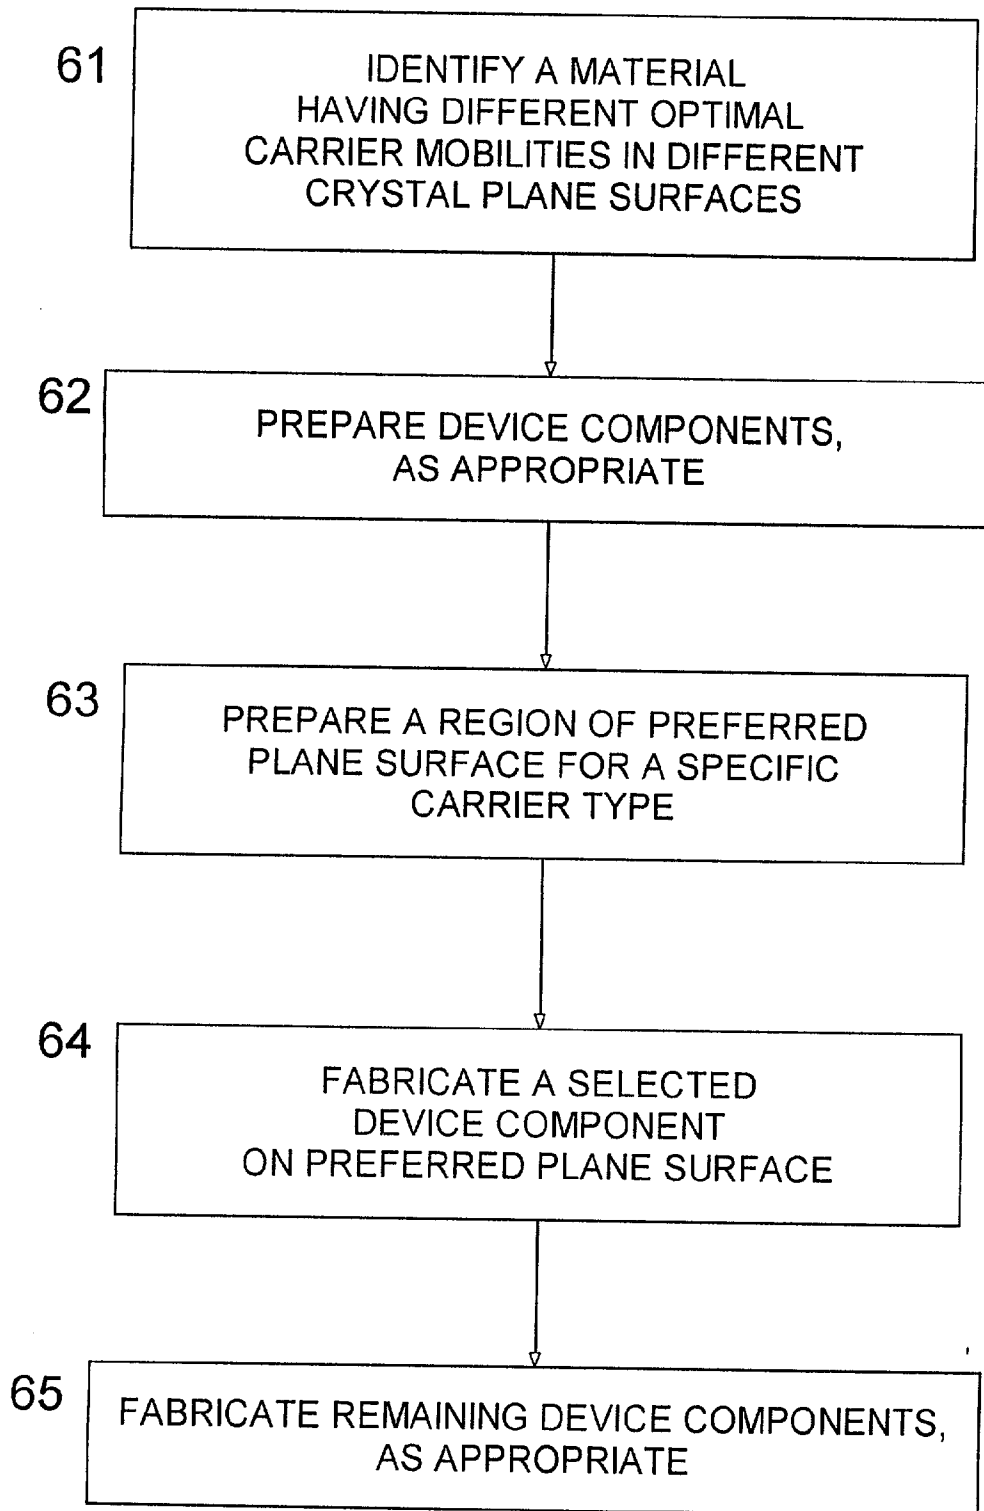 61
IDENTIFY A MATERIAL
HAVING DIFFERENT OPTIMAL
CARRIER MOBILITIES IN DIFFERENT
CRYSTAL PLANE SURFACES
62
PREPARE DEVICE COMPONENTS,
AS APPROPRIATE
63
PREPARE A REGION OF PREFERRED
PLANE SURFACE FOR A SPECIFIC
CARRIER TYPE
64
FABRICATE A SELECTED
DEVICE COMPONENT
ON PREFERRED PLANE SURFACE
65
FABRICATE REMAINING DEVICE COMPONENTS,
AS APPROPRIATE